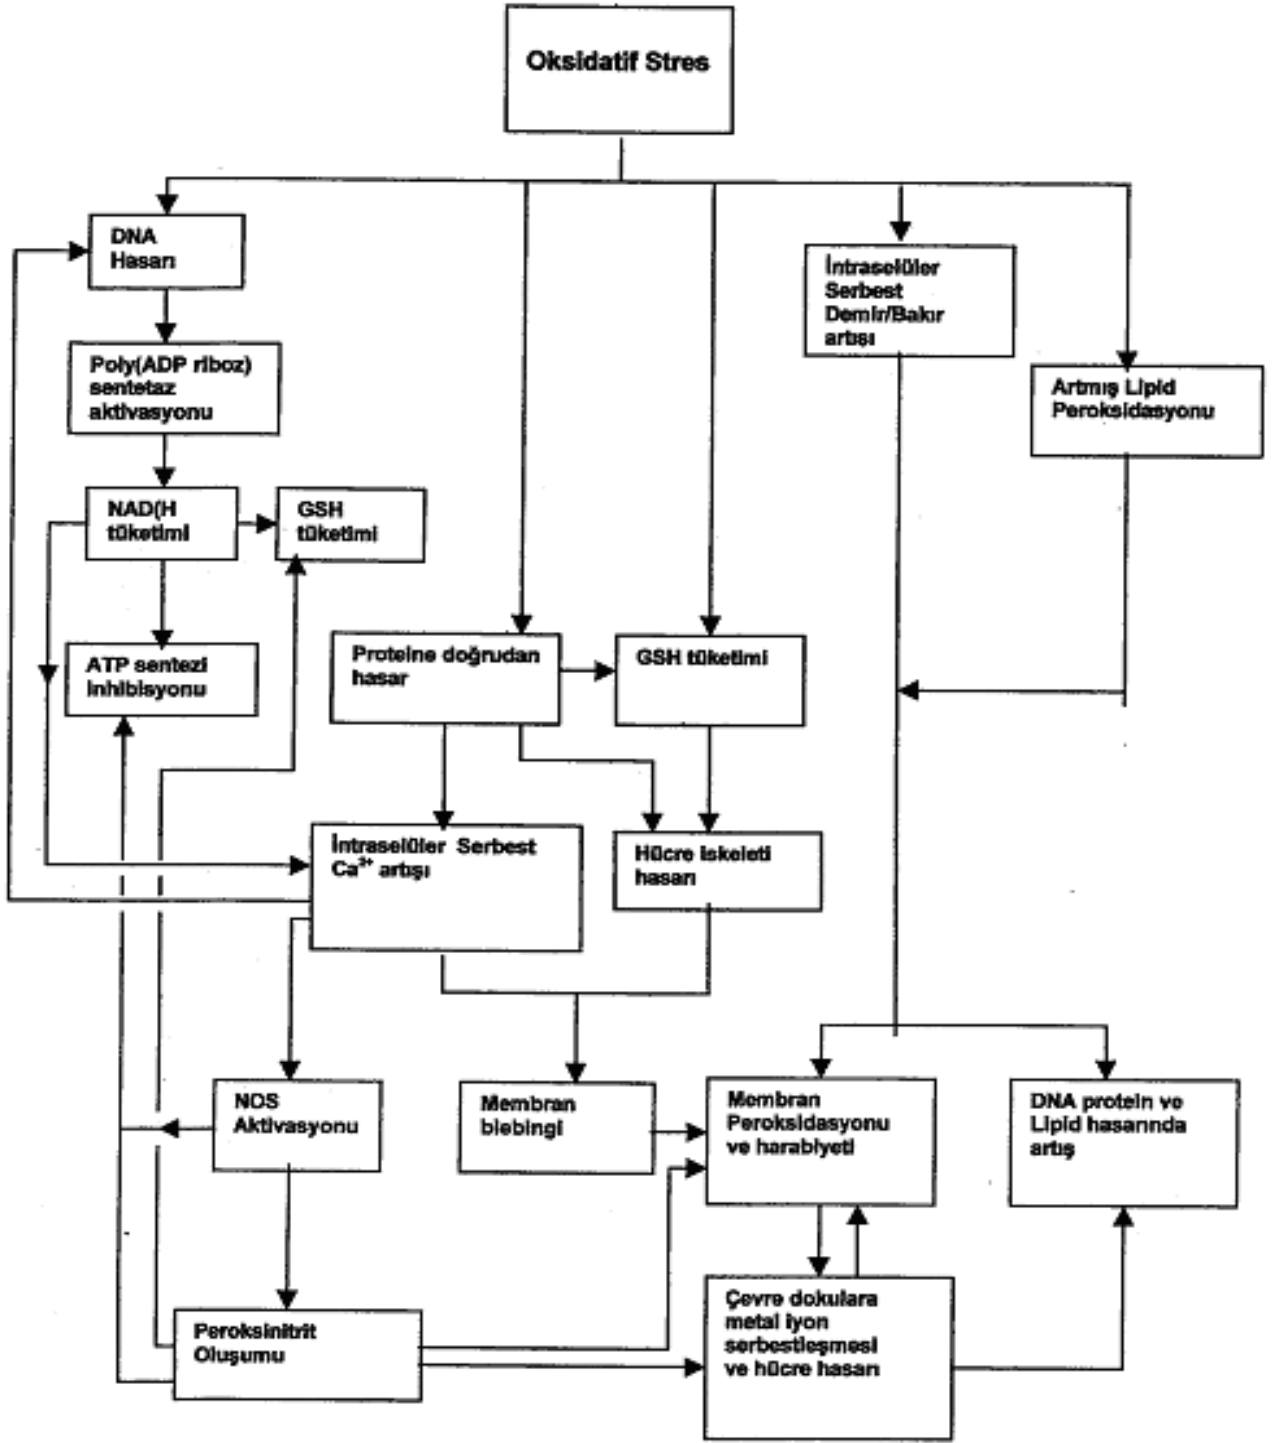 Oksidatif Stres
DNA
Hasarı
İntraselüler
Serbest
Demir/Bakır
artışı
Poly(ADP riboz)
sentetaz
aktivasyonu
Artmış Lipid
Peroksidasyonu
NAD(H
tüketimi
GSH
tüketimi
ATP sentezi
inhibisyonu
Proteine doğrudan
hasar
GSH tüketimi
İntraselüler Serbest
Ca²⁺ artışı
Hücre iskeleti
hasarı
NOS
Aktivasyonu
Membran
blebingi
Membran
Peroksidasyonu
ve harabiyeti
DNA protein ve
Lipid hasarında
artış
Peroksinitrit
Oluşumu
Çevre dokulara
metal iyon
serbestleşmesi
ve hücre hasarı